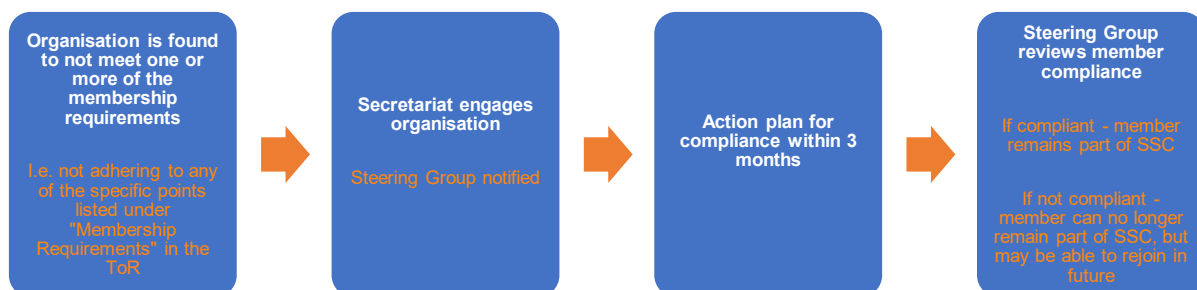 Organisation is found
to not meet one or
more of the
membership
requirements
I.e. not adhering to any
of the specific points
listed under
"Membership
Requirements" in the
ToR
Secretariat engages
organisation
Steering Group notified
Action plan for
compliance within 3
months
Steering Group
reviews member
compliance
If compliant - member
remains part of SSC
If not compliant -
member can no longer
remain part of SSC, but
may be able to rejoin in
future